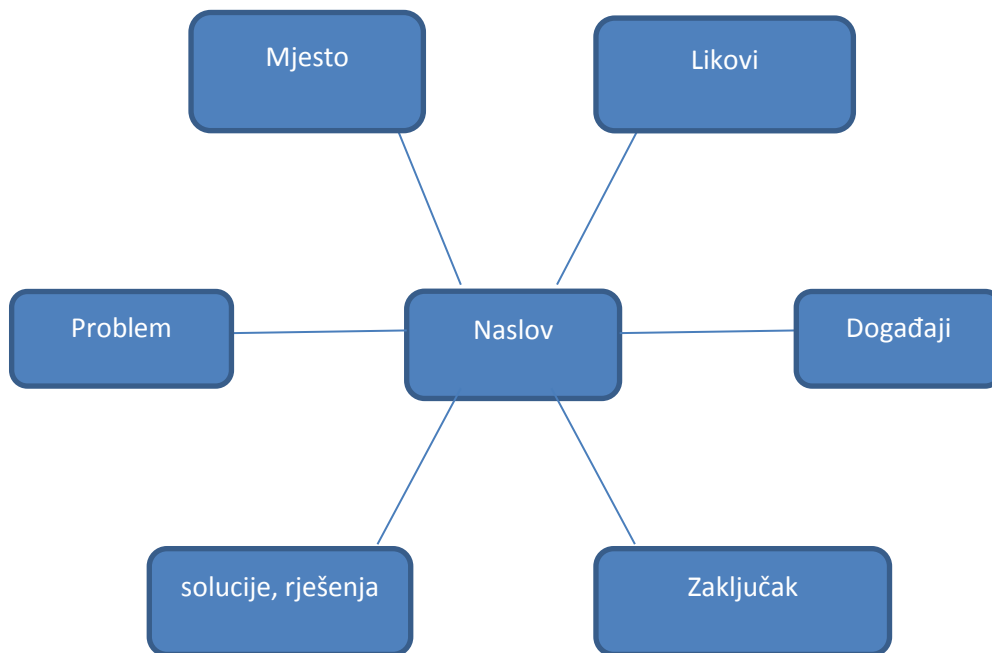 Mjesto
Likovi
Problem
Naslov
Događaji
solucije, rješenja
Zaključak